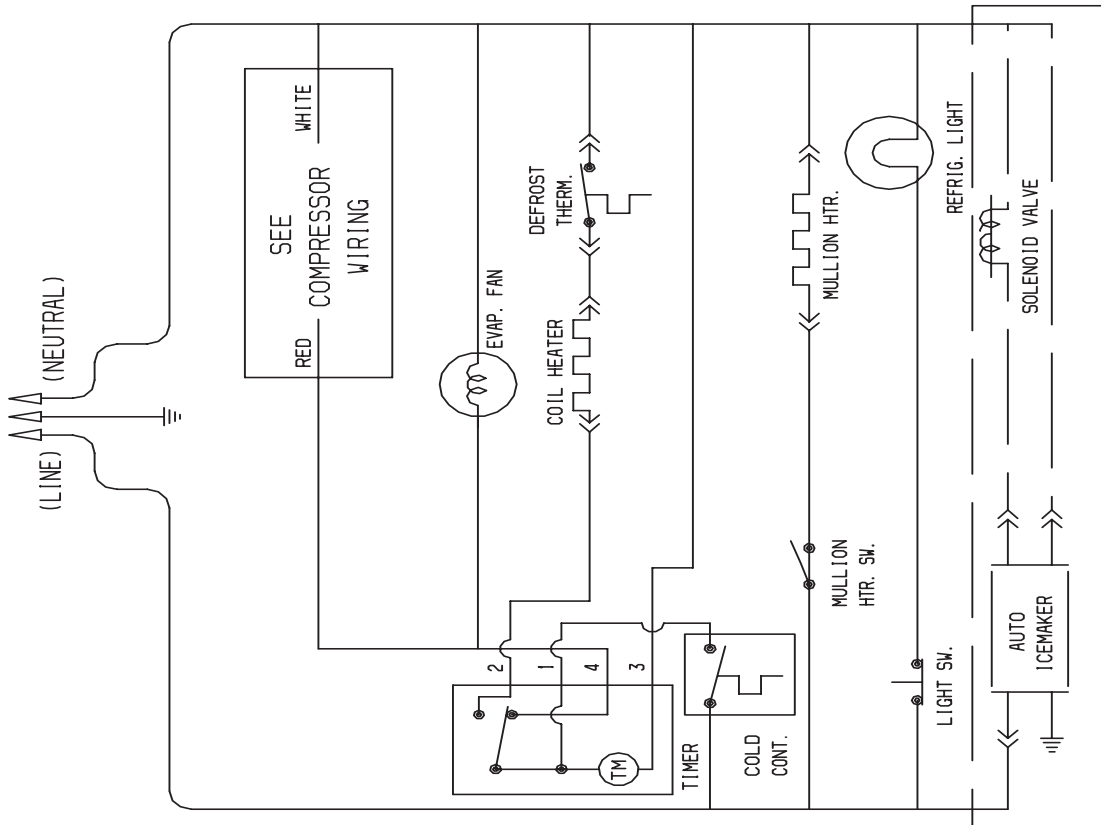 (LINE)
(NEUTRAL)
RED
WHITE
SEE
COMPRESSOR
WIRING
EVAP. FAN
COIL HEATER
DEFROST
THERM.
2
1
4
3
TM
TIMER
COLD
CONT.
MULLION
HTR. SW.
MULLION HTR.
LIGHT SW.
REFRIG. LIGHT
AUTO
ICEMAKER
SOLENOID VALVE